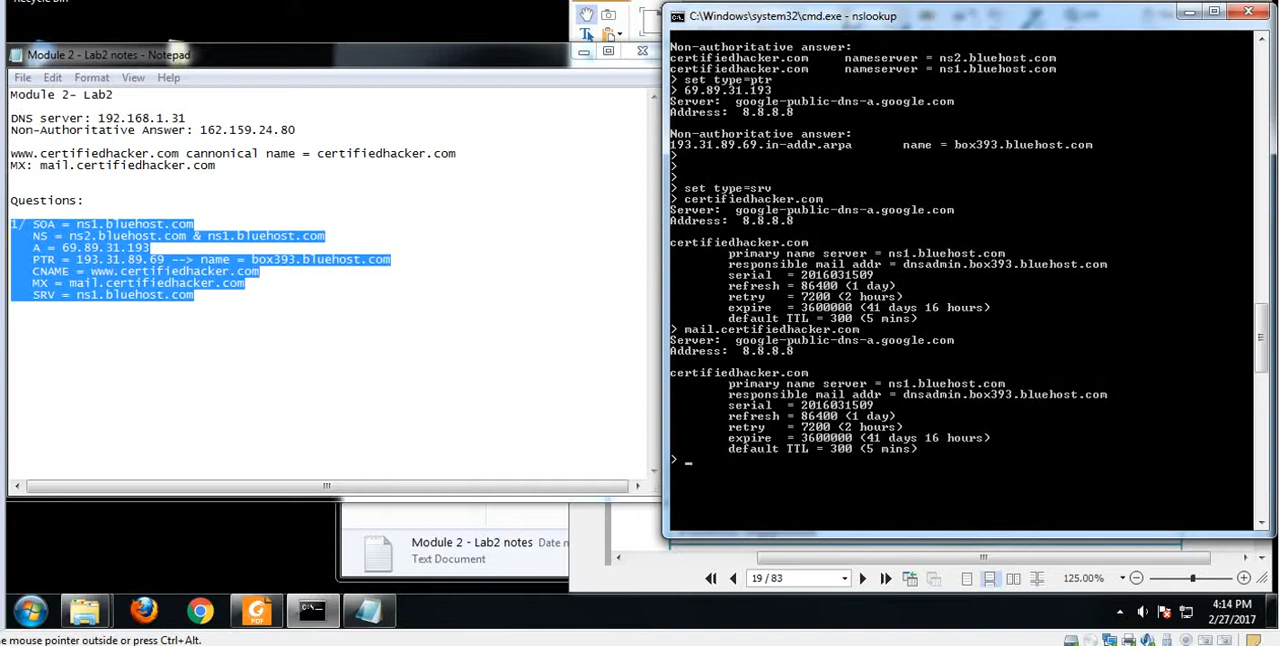 Recycle Bin
Module 2 - Lab2 notes - Notepad
File Edit Format View Help
Module 2- Lab2
DNS server: 192.168.1.31
Non-Authoritative Answer: 162.159.24.80
www.certifiedhacker.com cannonical name = certifiedhacker.com
MX: mail.certifiedhacker.com
Questions:
1/ SOA = ns1.bluehost.com
NS = ns2.bluehost.com & ns1.bluehost.com
A = 69.89.31.193
PTR = 193.31.89.69 --> name = box393.bluehost.com
CNAME = www.certifiedhacker.com
MX = mail.certifiedhacker.com
SRV = ns1.bluehost.com
C:\Windows\system32\cmd.exe - nslookup
Non-authoritative answer:
certifiedhacker.com nameserver = ns2.bluehost.com
certifiedhacker.com nameserver = ns1.bluehost.com
> set type=ptr
> 69.89.31.193
Server: google-public-dns-a.google.com
Address: 8.8.8.8
Non-authoritative answer:
193.31.89.69.in-addr.arpa name = box393.bluehost.com
>
>
>
> set type=srv
> certifiedhacker.com
Server: google-public-dns-a.google.com
Address: 8.8.8.8
certifiedhacker.com
primary name server = ns1.bluehost.com
responsible mail addr = dnsadmin.box393.bluehost.com
serial = 2016031509
refresh = 86400 (1 day)
retry = 7200 (2 hours)
expire = 3600000 (41 days 16 hours)
default TTL = 300 (5 mins)
> mail.certifiedhacker.com
Server: google-public-dns-a.google.com
Address: 8.8.8.8
certifiedhacker.com
primary name server = ns1.bluehost.com
responsible mail addr = dnsadmin.box393.bluehost.com
serial = 2016031509
refresh = 86400 (1 day)
retry = 7200 (2 hours)
expire = 3600000 (41 days 16 hours)
default TTL = 300 (5 mins)
> _
Module 2 - Lab2 notes Date
Text Document
19 / 83
125.00%
PDF
4:14 PM
2/27/2017
he mouse pointer outside or press Ctrl+Alt.